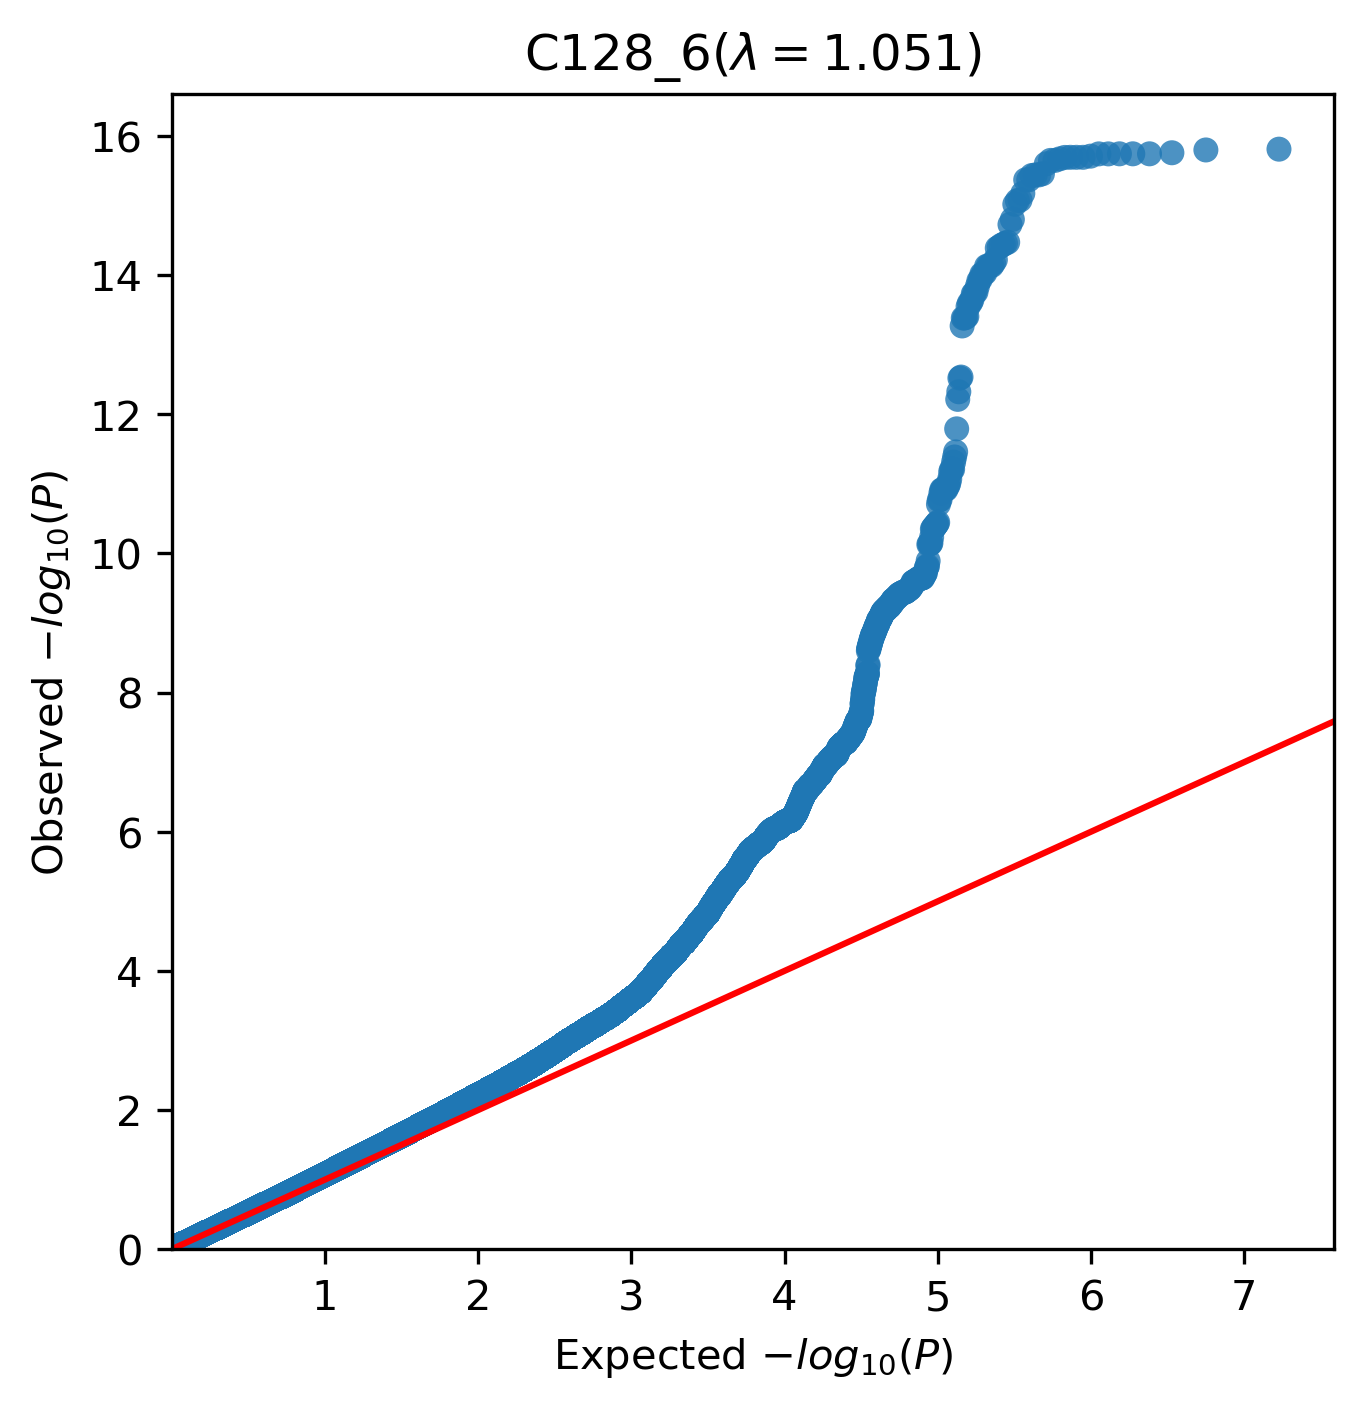 C128_6(λ = 1.051)
Observed −log₁₀(P)
16
14
12
10
8
6
4
2
0
1 2 3 4 5 6 7
Expected −log₁₀(P)